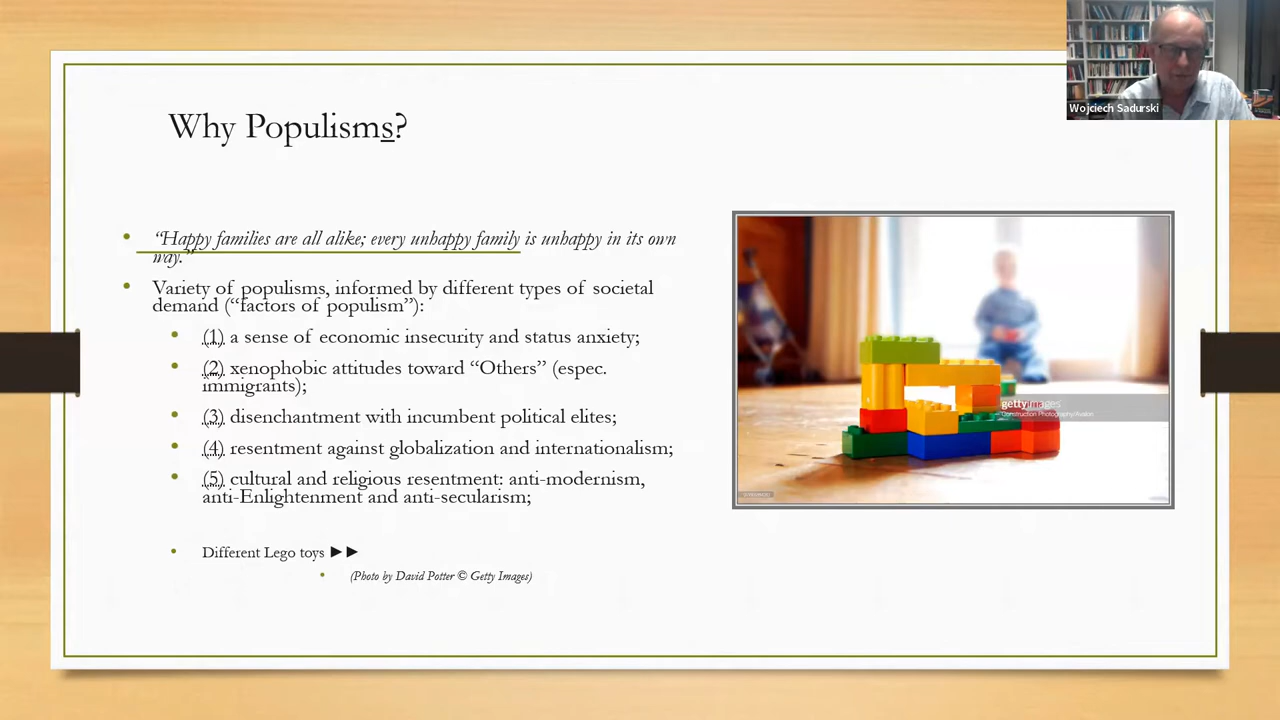 Wojciech Sadurski
Why Populisms?
“Happy families are all alike; every unhappy family is unhappy in its own
way.”
Variety of populisms, informed by different types of societal
demand (“factors of populism”):
(1) a sense of economic insecurity and status anxiety;
(2) xenophobic attitudes toward “Others” (espec.
immigrants);
(3) disenchantment with incumbent political elites;
(4) resentment against globalization and internationalism;
(5) cultural and religious resentment: anti-modernism,
anti-Enlightenment and anti-secularism;
Different Lego toys ►►
(Photo by David Potter © Getty Images)
gettyimages
Construction Photography/Avalon